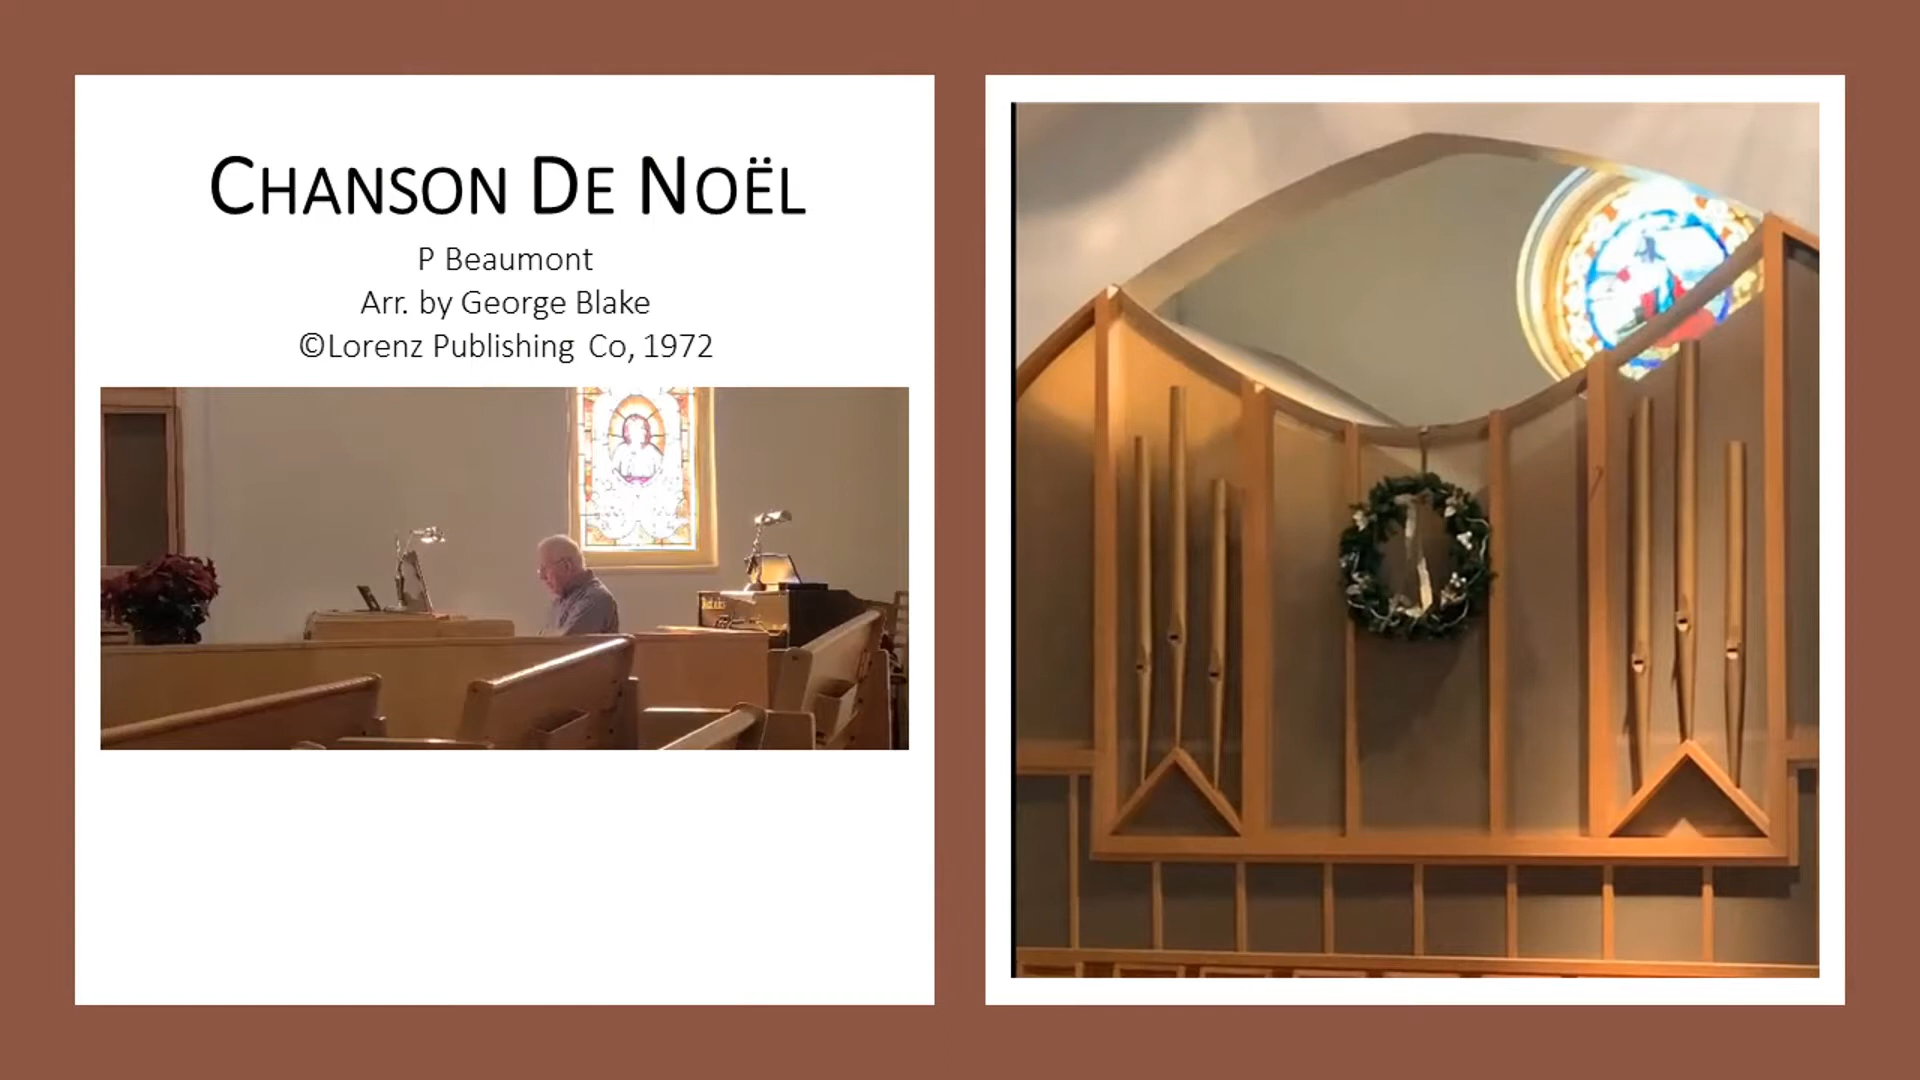 CHANSON DE NOËL
P Beaumont
Arr. by George Blake
©Lorenz Publishing Co, 1972